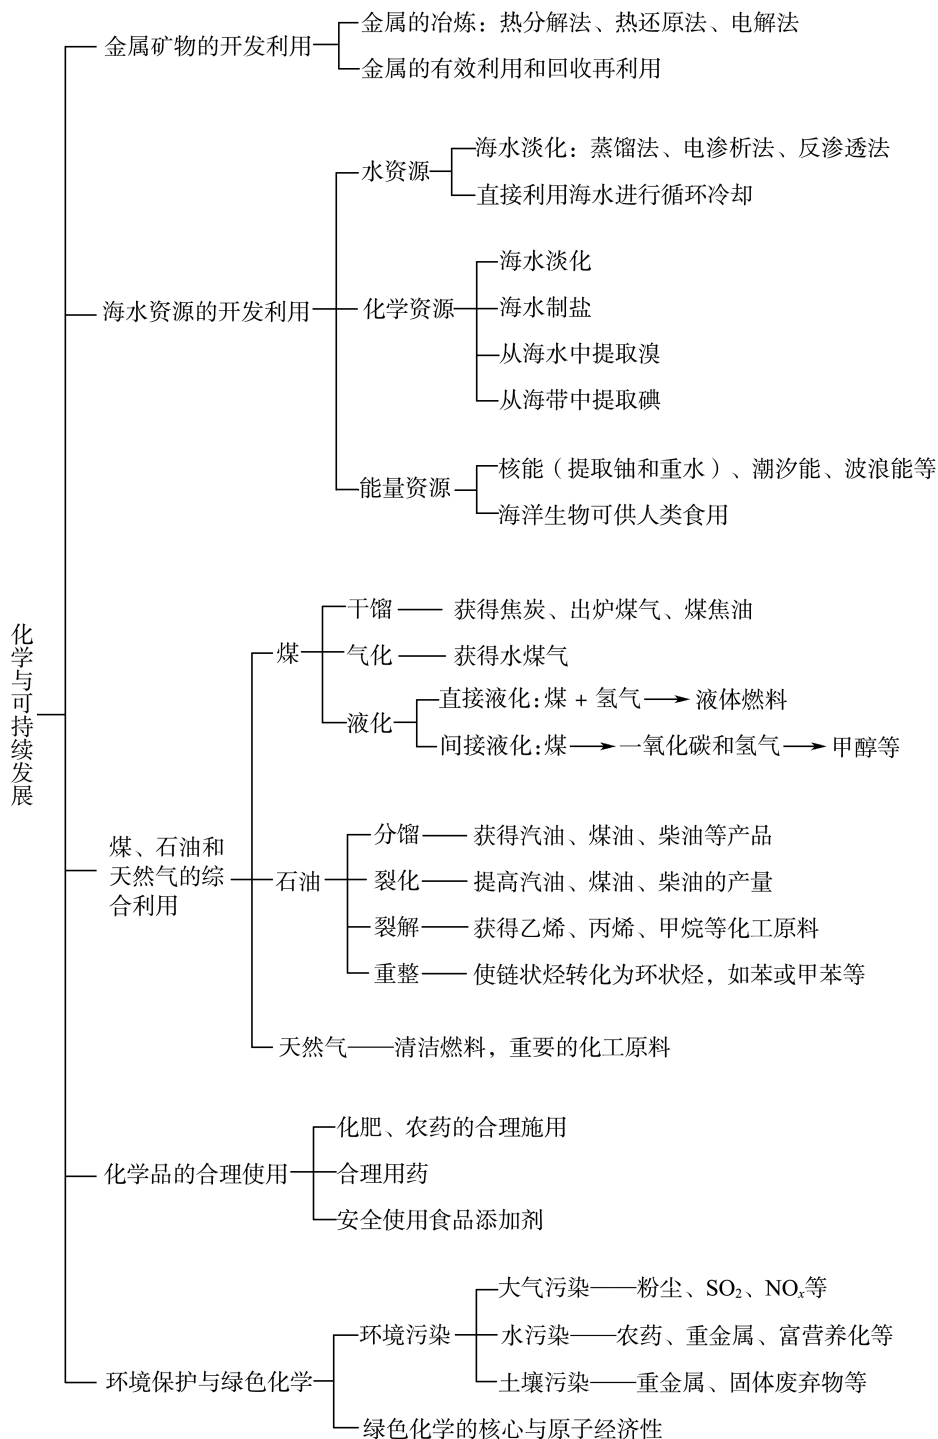 金属矿物的开发利用
金属的冶炼：热分解法、热还原法、电解法
金属的有效利用和回收再利用
海水资源的开发利用
水资源
海水淡化：蒸馏法、电渗析法、反渗透法
直接利用海水进行循环冷却
化学资源
海水淡化
海水制盐
从海水中提取溴
从海带中提取碘
能量资源
核能（提取铀和重水）、潮汐能、波浪能等
海洋生物可供人类食用
化学与可持续发展
煤、石油和
天然气的综
合利用
煤
干馏
获得焦炭、出炉煤气、煤焦油
气化
获得水煤气
液化
直接液化:煤 + 氢气 → 液体燃料
间接液化:煤 → 一氧化碳和氢气 → 甲醇等
石油
分馏
获得汽油、煤油、柴油等产品
裂化
提高汽油、煤油、柴油的产量
裂解
获得乙烯、丙烯、甲烷等化工原料
重整
使链状烃转化为环状烃，如苯或甲苯等
天然气——清洁燃料，重要的化工原料
化学品的合理使用
化肥、农药的合理施用
合理用药
安全使用食品添加剂
环境保护与绿色化学
环境污染
大气污染——粉尘、SO₂、NOₓ等
水污染——农药、重金属、富营养化等
土壤污染——重金属、固体废弃物等
绿色化学的核心与原子经济性